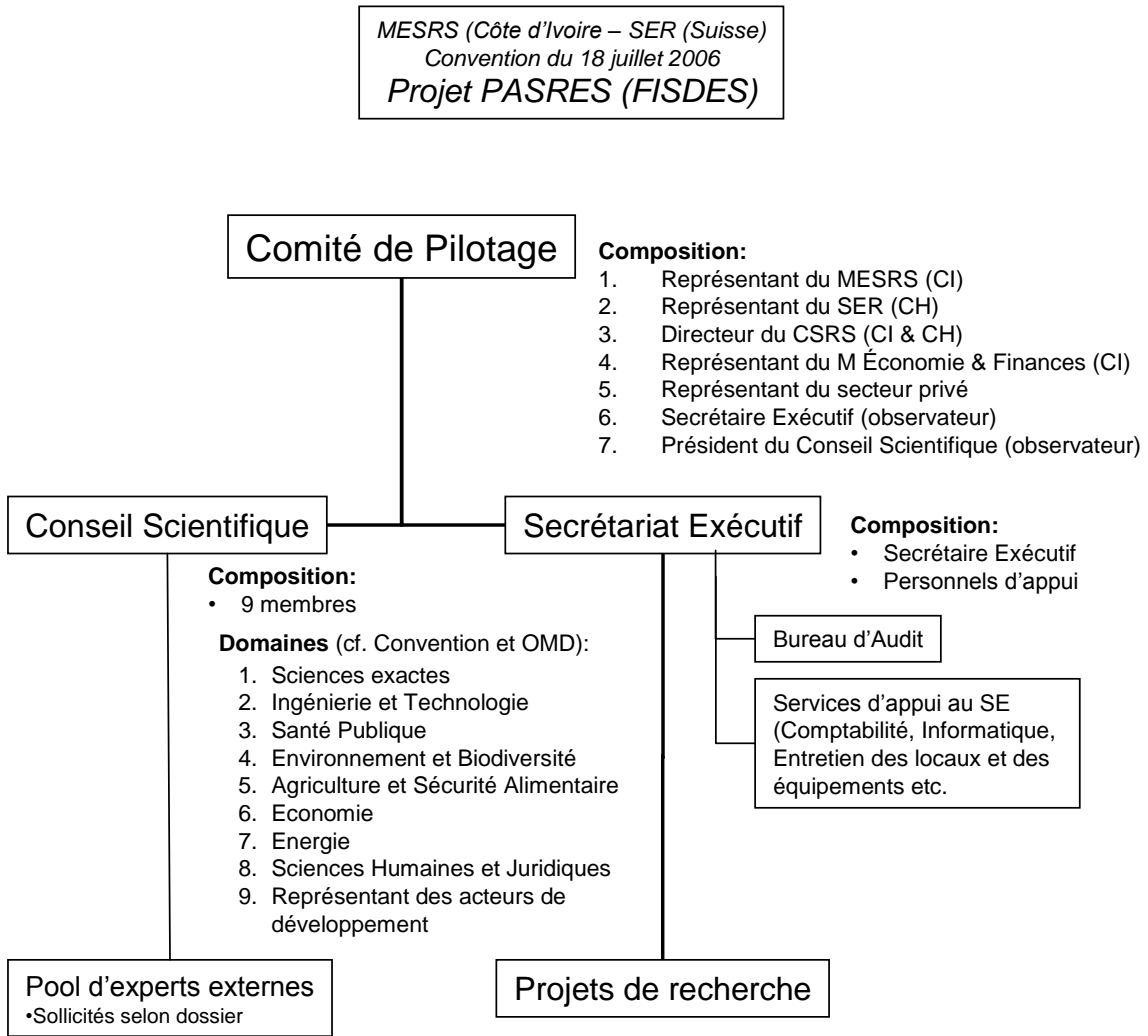 MESRS (Côte d'Ivoire – SER (Suisse)
Convention du 18 juillet 2006
Projet PASRES (FISDES)
Comité de Pilotage
Composition:
1. Représentant du MESRS (CI)
2. Représentant du SER (CH)
3. Directeur du CSRS (CI & CH)
4. Représentant du M Économie & Finances (CI)
5. Représentant du secteur privé
6. Secrétaire Exécutif (observateur)
7. Président du Conseil Scientifique (observateur)
Conseil Scientifique
Composition:
• 9 membres
Domaines (cf. Convention et OMD):
1. Sciences exactes
2. Ingénierie et Technologie
3. Santé Publique
4. Environnement et Biodiversité
5. Agriculture et Sécurité Alimentaire
6. Economie
7. Energie
8. Sciences Humaines et Juridiques
9. Représentant des acteurs de
développement
Pool d'experts externes
•Sollicités selon dossier
Secrétariat Exécutif
Composition:
• Secrétaire Exécutif
• Personnels d'appui
Bureau d'Audit
Services d'appui au SE
(Comptabilité, Informatique,
Entretien des locaux et des
équipements etc.
Projets de recherche